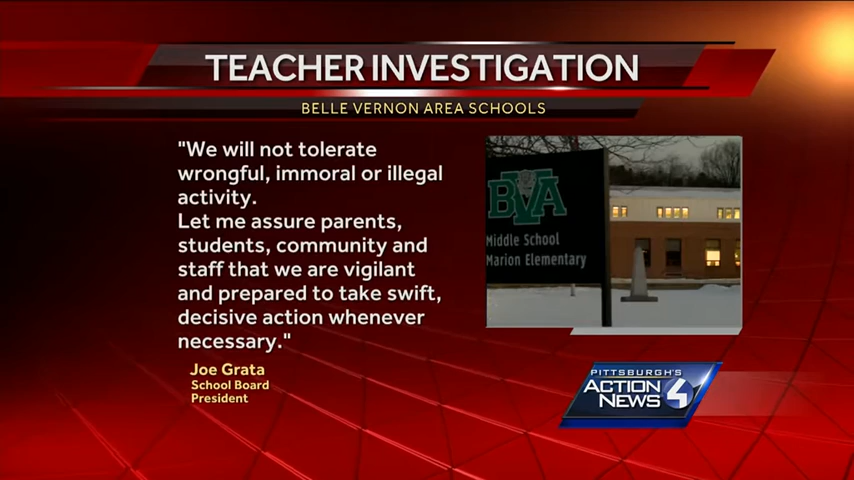 TEACHER INVESTIGATION
BELLE VERNON AREA SCHOOLS
"We will not tolerate
wrongful, immoral or illegal
activity.
Let me assure parents,
students, community and
staff that we are vigilant
and prepared to take swift,
decisive action whenever
necessary."
Joe Grata
School Board
President
BVA
Middle School
Marion Elementary
PITTSBURGH'S
ACTION
NEWS 4